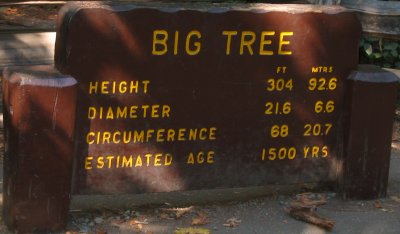 BIG TREE
FT MTRS
HEIGHT 304 92.6
DIAMETER 21.6 6.6
CIRCUMFERENCE 68 20.7
ESTIMATED AGE 1500 YRS